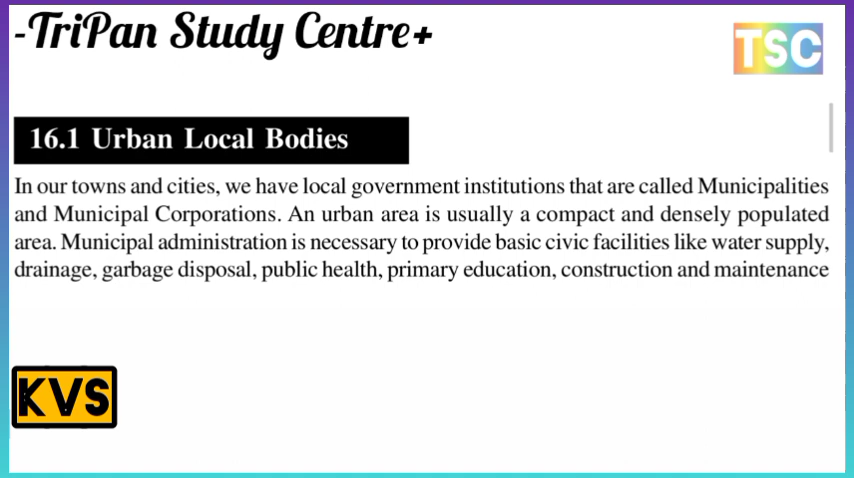 -TriPan Study Centre+
TSC
16.1 Urban Local Bodies
In our towns and cities, we have local government institutions that are called Municipalities
and Municipal Corporations. An urban area is usually a compact and densely populated
area. Municipal administration is necessary to provide basic civic facilities like water supply,
drainage, garbage disposal, public health, primary education, construction and maintenance
KVS